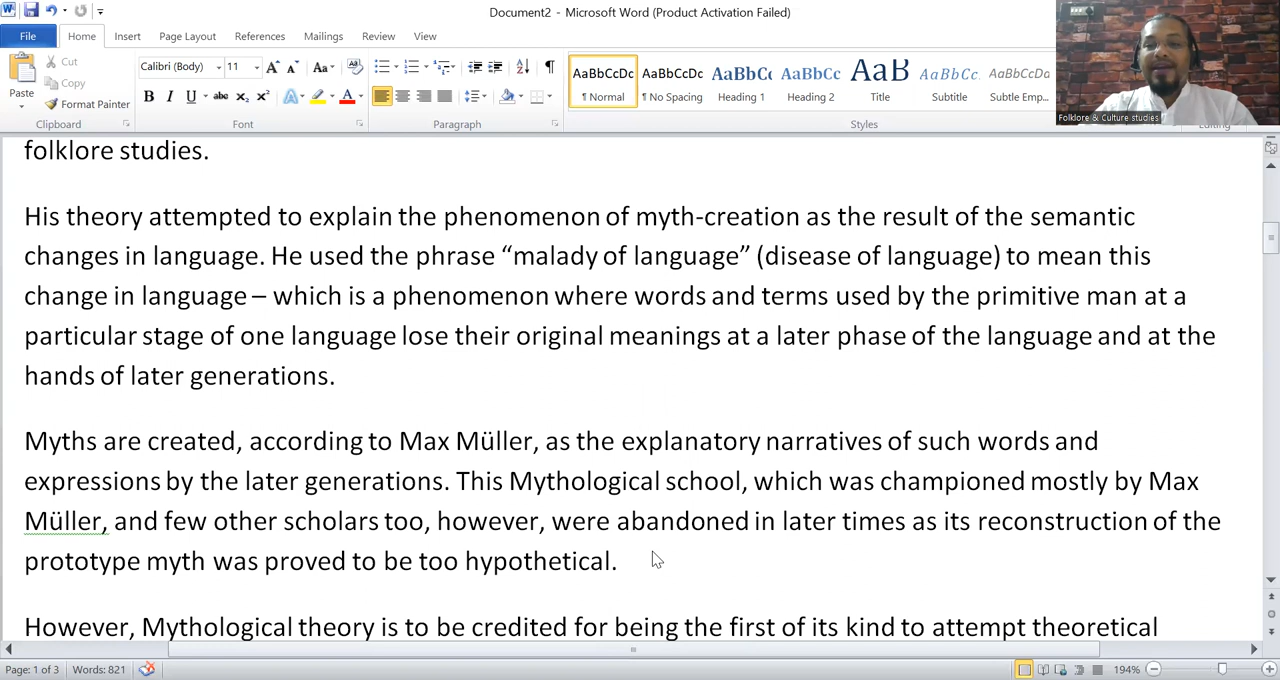 Document2 - Microsoft Word (Product Activation Failed)
File Home Insert Page Layout References Mailings Review View
Cut
Copy
Format Painter
Paste
Calibri (Body) 11
Aa
B I U abc x₂ x²
A A
AaBbCcDc AaBbCcDc AaBbCc AaBbCc AaB AaBbCc. AaBbCcDc
¶ Normal ¶ No Spacing Heading 1 Heading 2 Title Subtitle Subtle Emp...
Clipboard Font Paragraph Styles Editing
Folklore & Culture studies
folklore studies.
His theory attempted to explain the phenomenon of myth-creation as the result of the semantic
changes in language. He used the phrase “malady of language” (disease of language) to mean this
change in language – which is a phenomenon where words and terms used by the primitive man at a
particular stage of one language lose their original meanings at a later phase of the language and at the
hands of later generations.
Myths are created, according to Max Müller, as the explanatory narratives of such words and
expressions by the later generations. This Mythological school, which was championed mostly by Max
Müller, and few other scholars too, however, were abandoned in later times as its reconstruction of the
prototype myth was proved to be too hypothetical.
However, Mythological theory is to be credited for being the first of its kind to attempt theoretical
Page: 1 of 3 Words: 821 194%